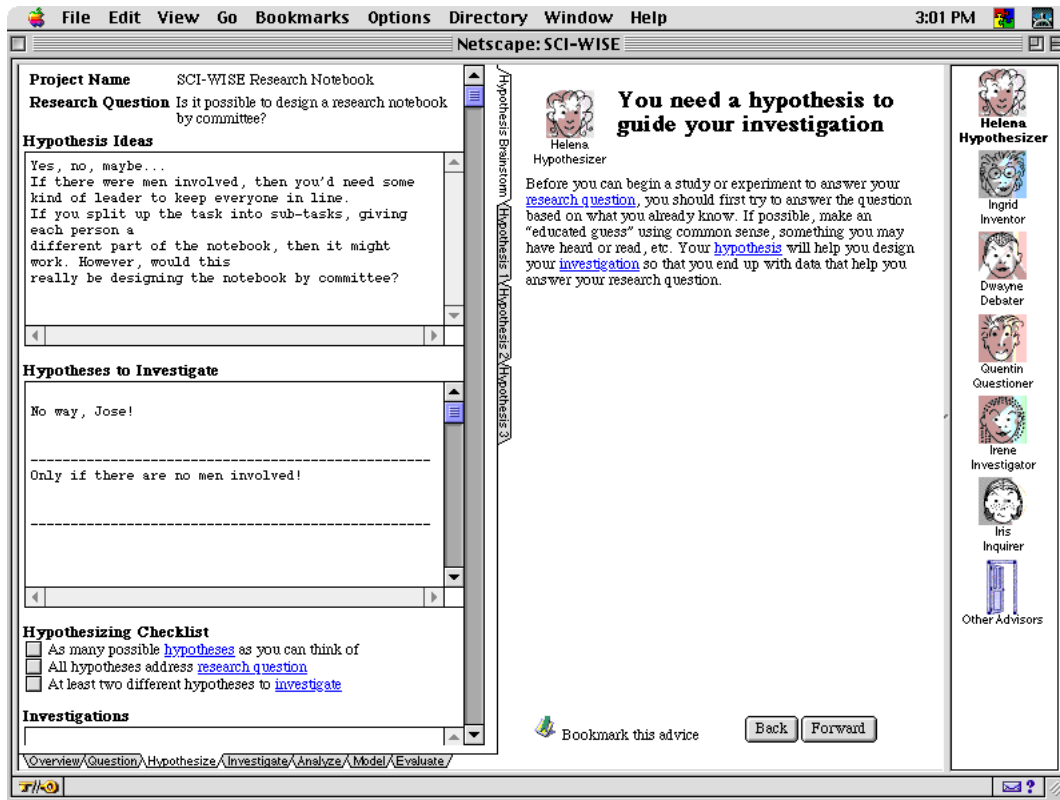 File Edit View Go Bookmarks Options Directory Window Help 3:01 PM
Netscape: SCI-WISE
Project Name SCI-WISE Research Notebook
Research Question Is it possible to design a research notebook
by committee?
Hypothesis Ideas
Yes, no, maybe...
If there were men involved, then you'd need some
kind of leader to keep everyone in line.
If you split up the task into sub-tasks, giving
each person a
different part of the notebook, then it might
work. However, would this
really be designing the notebook by committee?
Hypotheses to Investigate
No way, Jose!
Only if there are no men involved!
Hypothesizing Checklist
As many possible hypotheses as you can think of
All hypotheses address research question
At least two different hypotheses to investigate
Investigations
Overview Question Hypothesize Investigate Analyze Model Evaluate
Hypothesis Brainstorm
Hypothesis 1
Hypothesis 2
Hypothesis 3
Helena
Hypothesizer
You need a hypothesis to
guide your investigation
Before you can begin a study or experiment to answer your
research question, you should first try to answer the question
based on what you already know. If possible, make an
“educated guess” using common sense, something you may
have heard or read, etc. Your hypothesis will help you design
your investigation so that you end up with data that help you
answer your research question.
Bookmark this advice
Back Forward
Helena
Hypothesizer
Ingrid
Inventor
Dwayne
Debater
Quentin
Questioner
Irene
Investigator
Iris
Inquirer
Other Advisors
?